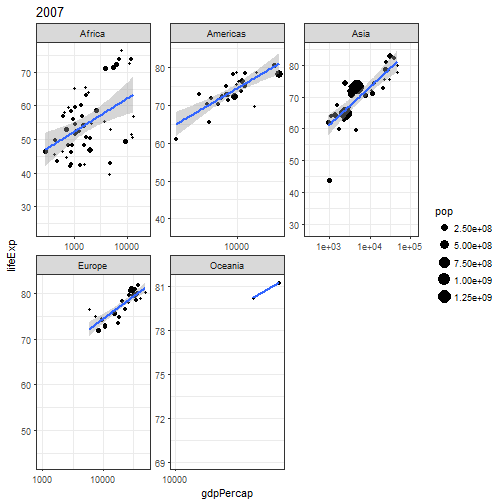 2007
Africa Americas Asia
70
60
50
40
30
1000 10000
80
70
60
50
40
10000
80
70
60
50
40
30
1e+03 1e+04 1e+05
lifeExp
pop
2.50e+08
5.00e+08
7.50e+08
1.00e+09
1.25e+09
Europe Oceania
80
70
60
50
1000 10000
81
78
75
72
69
10000
gdpPercap